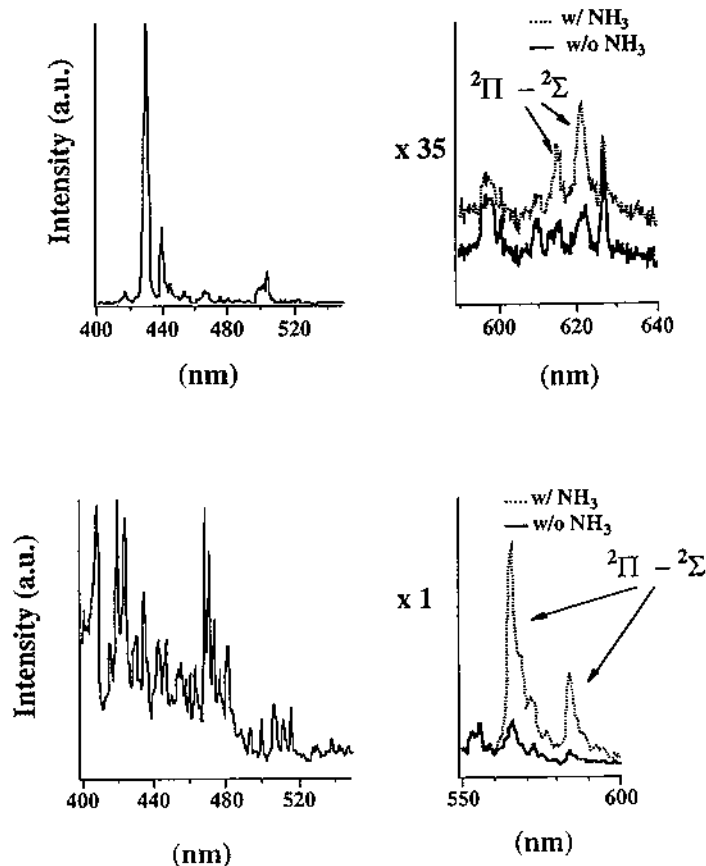 Intensity (a.u.)
400 440 480 520
(nm)
w/ NH₃
w/o NH₃
²Π – ²Σ
x 35
600 620 640
(nm)
Intensity (a.u.)
400 440 480 520
(nm)
w/ NH₃
w/o NH₃
²Π – ²Σ
x 1
550 600
(nm)